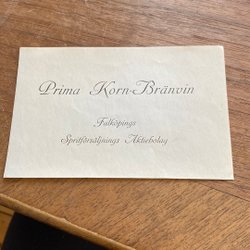 Prima Korn-Bränvin
Falköpings
Spritförsäljnings Aktiebolag